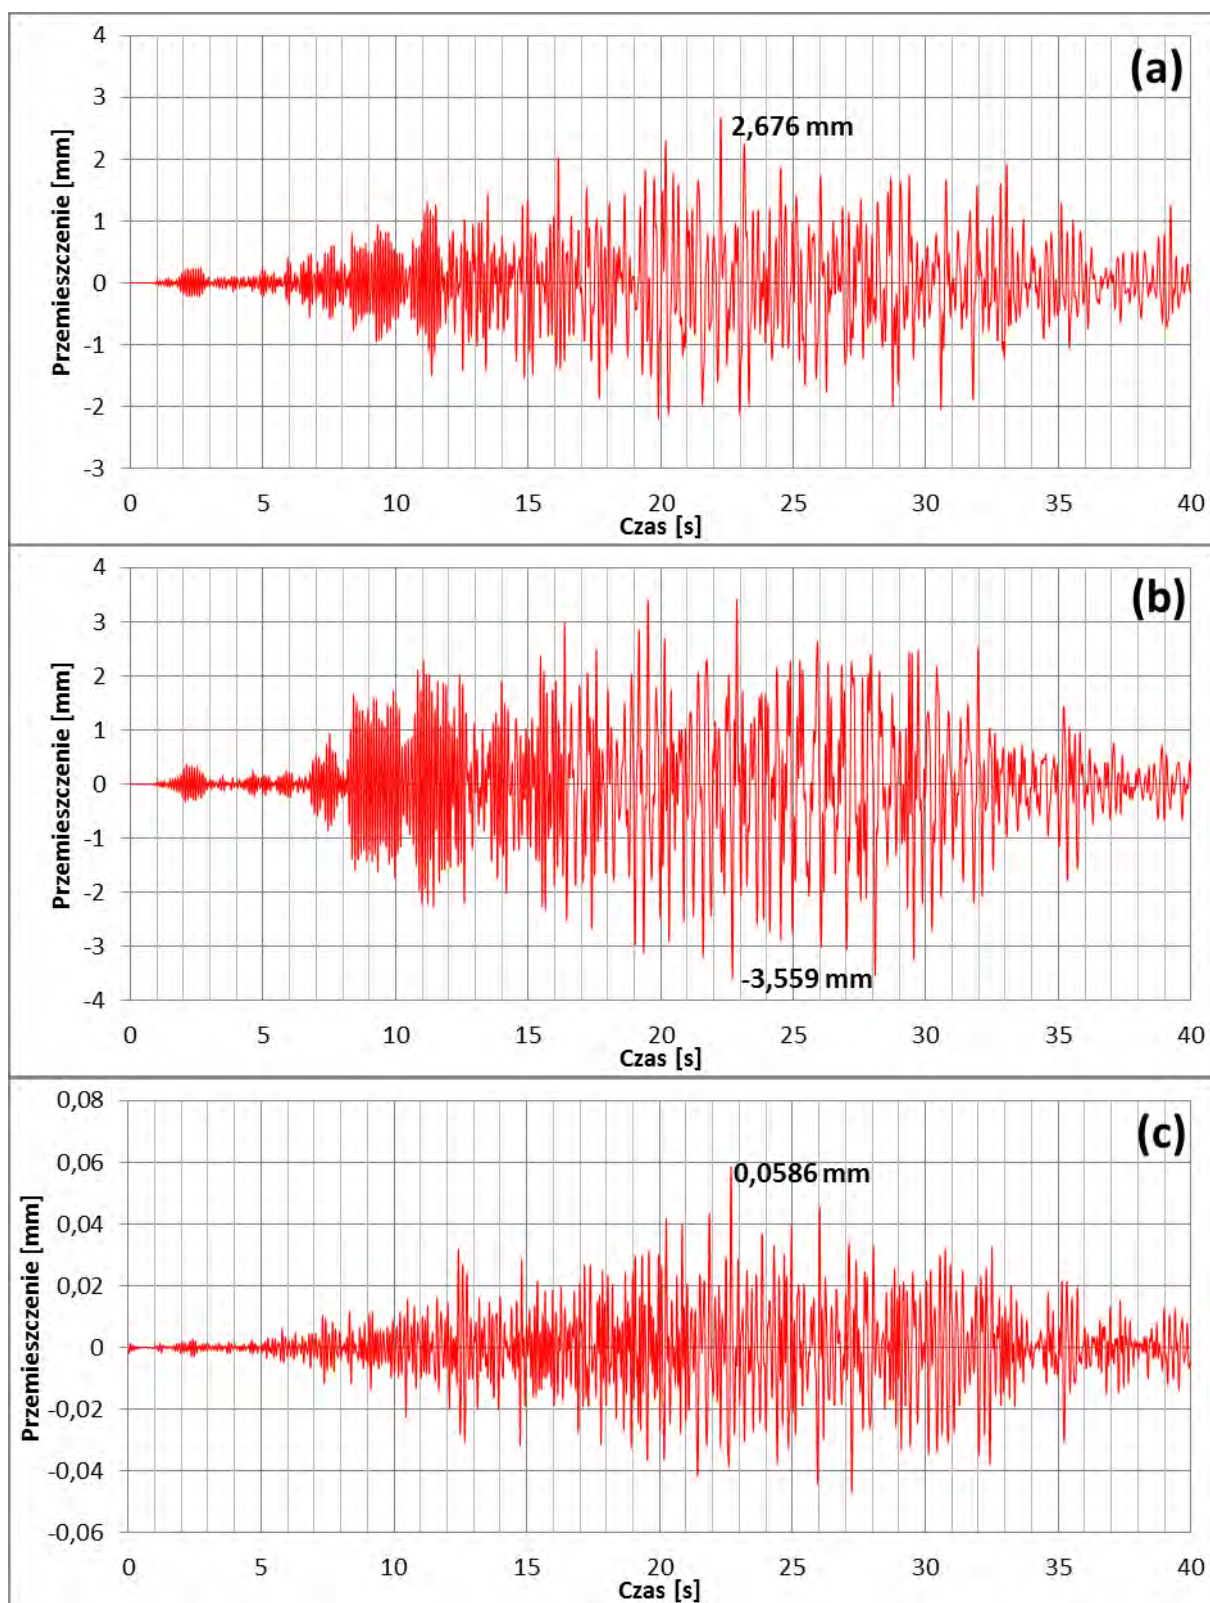 (a)
4
3
2
1
0
-1
-2
-3
Przemieszczenie [mm]
2,676 mm
0 5 10 15 20 25 30 35 40
Czas [s]
(b)
4
3
2
1
0
-1
-2
-3
-4
Przemieszczenie [mm]
-3,559 mm
0 5 10 15 20 25 30 35 40
Czas [s]
(c)
0,08
0,06
0,04
0,02
0
-0,02
-0,04
-0,06
Przemieszczenie [mm]
0,0586 mm
0 5 10 15 20 25 30 35 40
Czas [s]